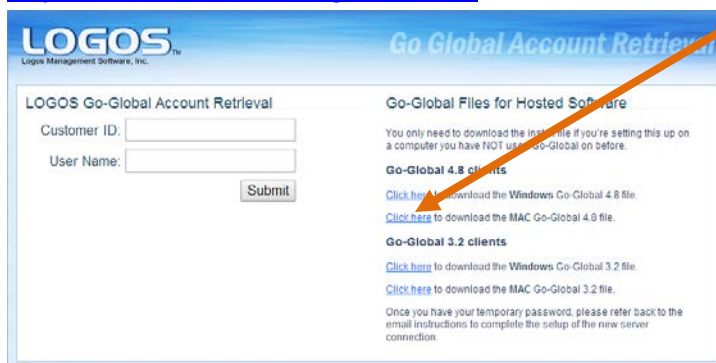 LOGOS™
Logos Management Software, Inc.
Go Global Account Retrieval
LOGOS Go-Global Account Retrieval
Customer ID:
User Name:
Submit
Go-Global Files for Hosted Software
You only need to download the install file if you're setting this up on
a computer you have NOT used Go-Global on before.
Go-Global 4.8 clients
Click here to download the Windows Go-Global 4.8 file.
Click here to download the MAC Go-Global 4.8 file.
Go-Global 3.2 clients
Click here to download the Windows Go-Global 3.2 file.
Click here to download the MAC Go-Global 3.2 file.
Once you have your temporary password, please refer back to the
email instructions to complete the setup of the new server
connection.